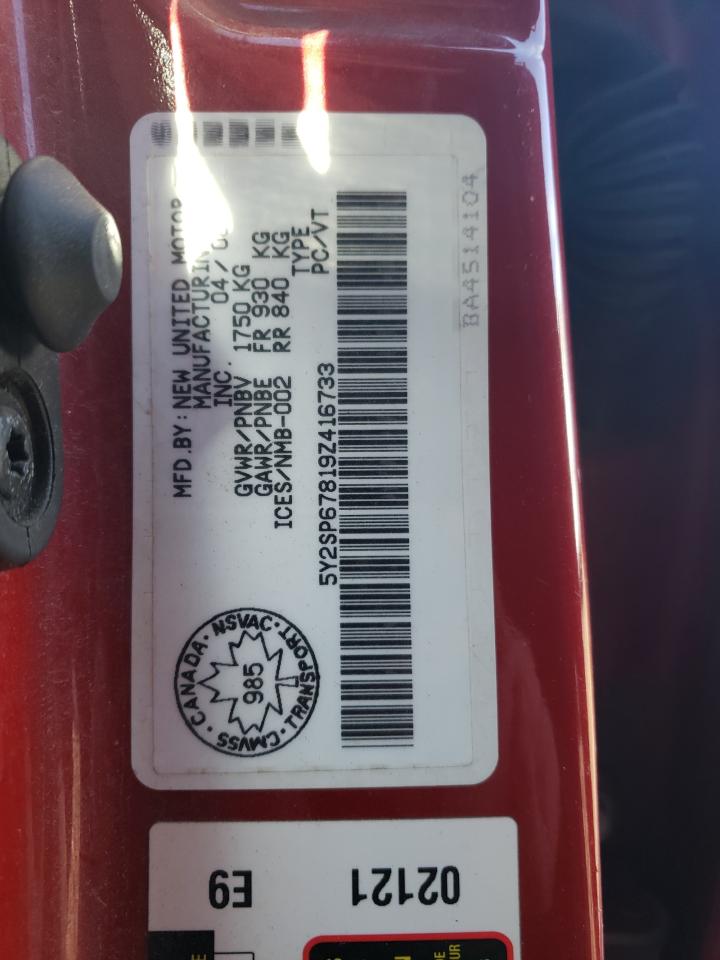 MFD.BY: NEW UNITED MOTOR
MANUFACTURING
INC. 04/0
GVWR/PNBV 1750 KG
GAWR/PNBE FR 930 KG
ICES/NMB-002 RR 840 KG
TYPE
PC/VT
5Y2SP67819Z416733
BA4514104
CANADA · NSVAC · TRANSPORT · CMVSS
985
E9
02121